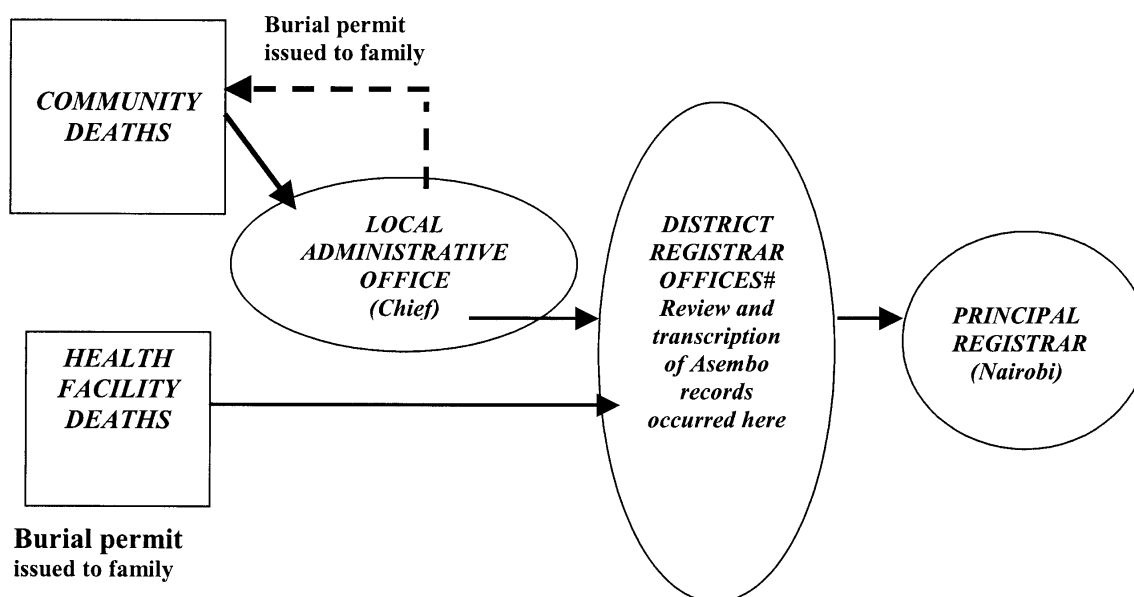 Burial permit
issued to family
COMMUNITY
DEATHS
LOCAL
ADMINISTRATIVE
OFFICE
(Chief)
DISTRICT
REGISTRAR
OFFICES#
Review and
transcription
of Asembo
records
occurred here
PRINCIPAL
REGISTRAR
(Nairobi)
HEALTH
FACILITY
DEATHS
Burial permit
issued to family